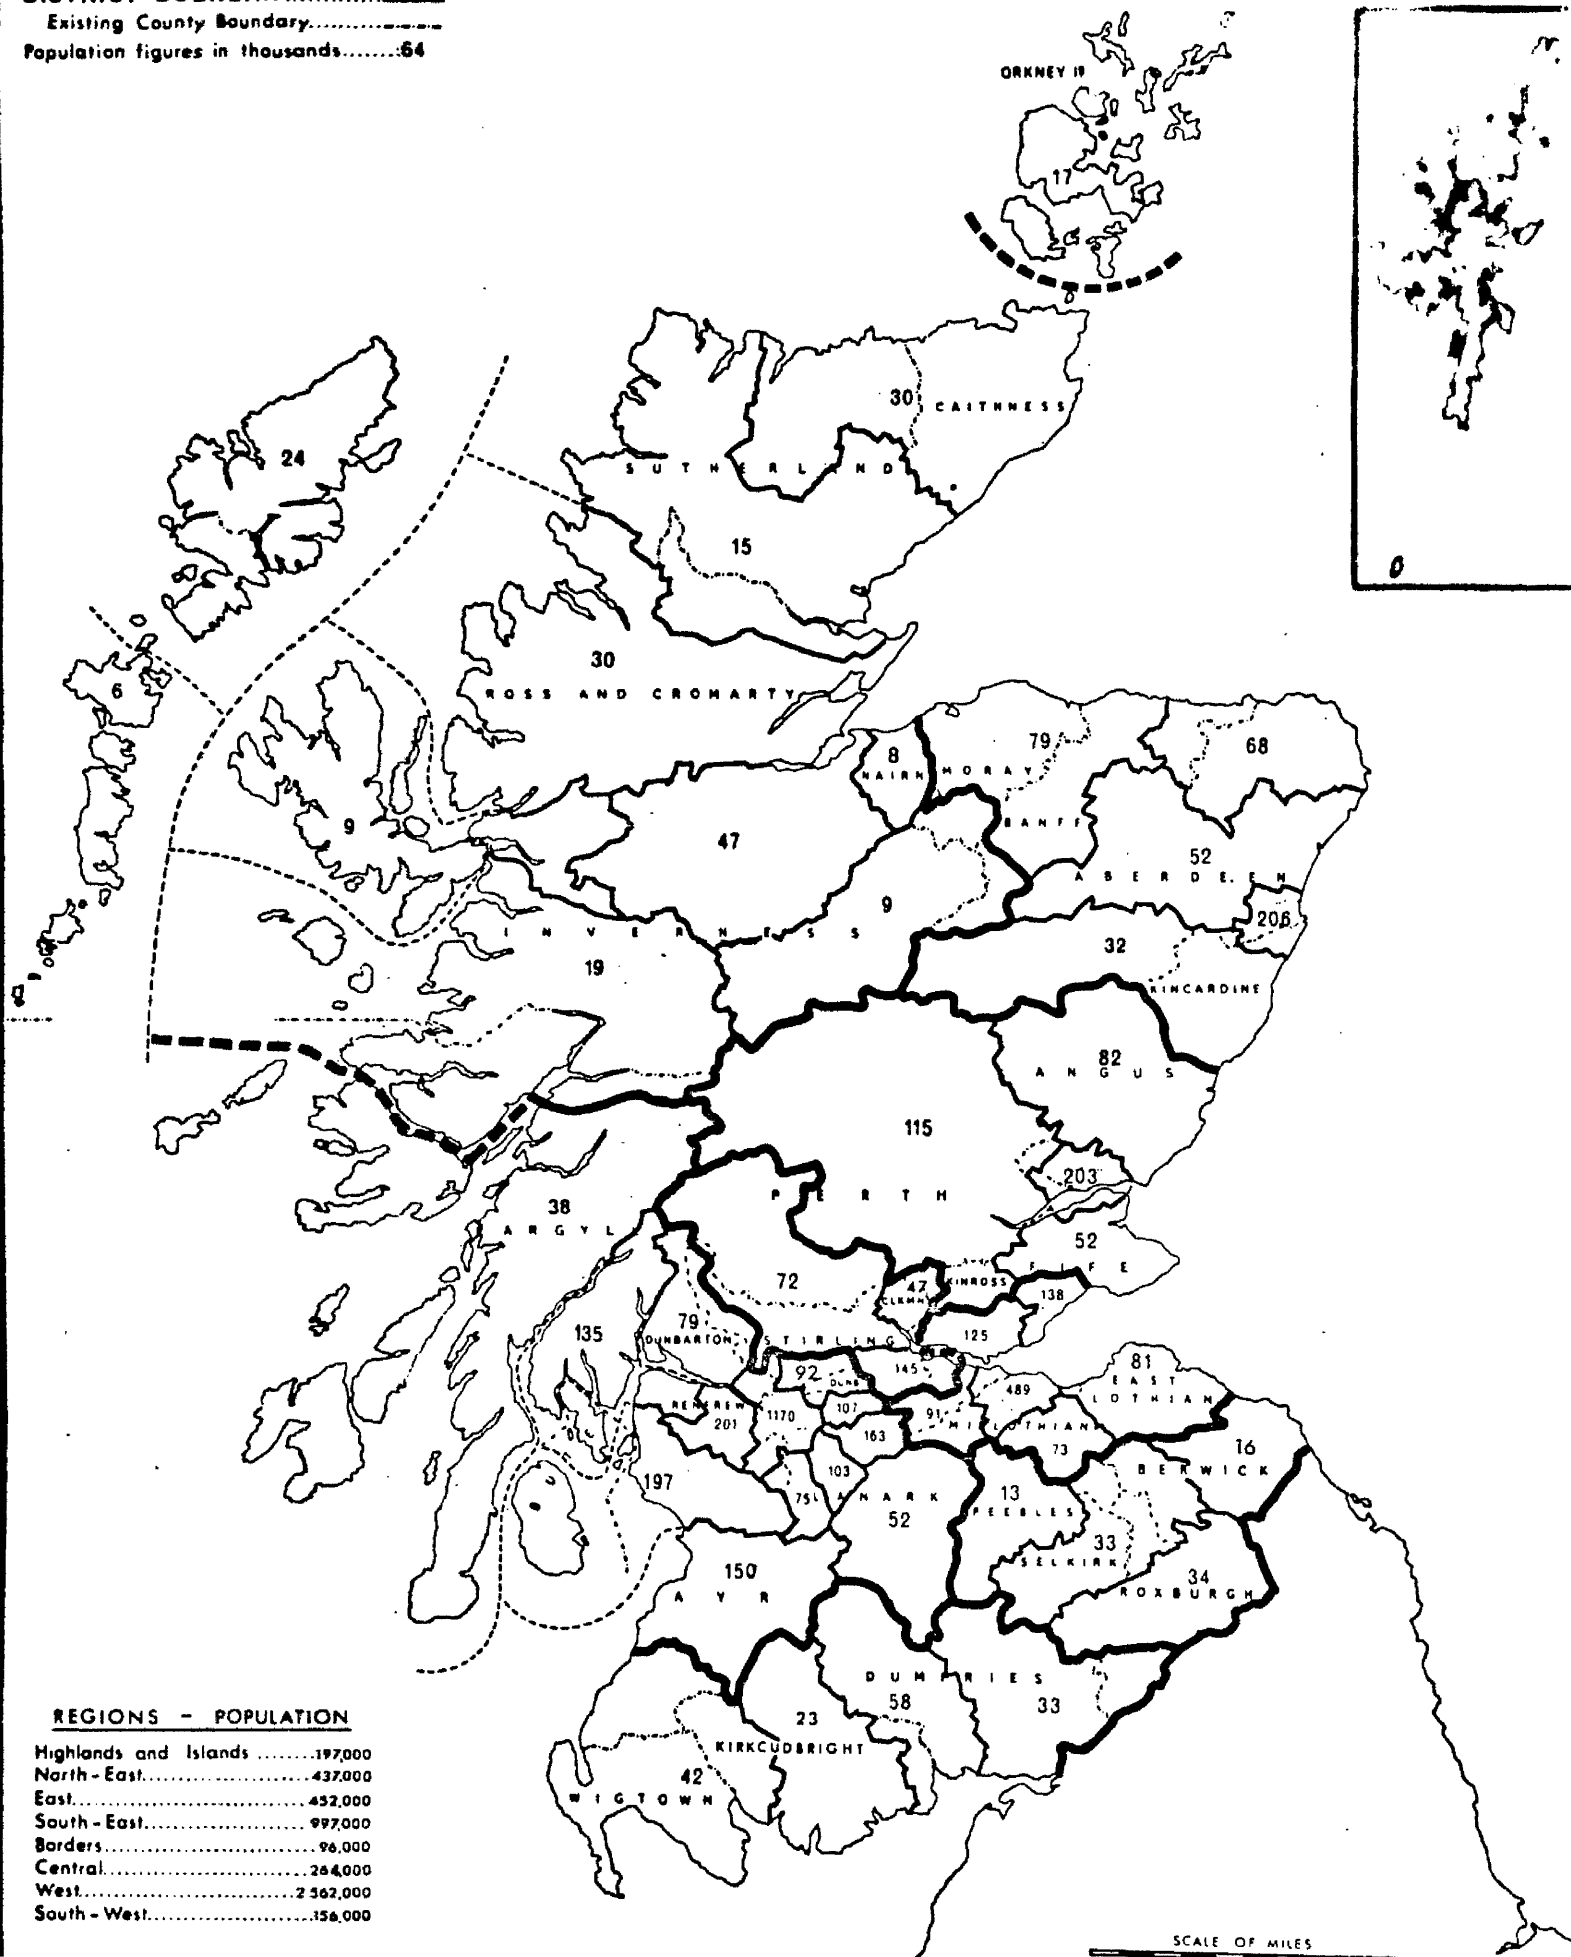 Existing County Boundary
Population figures in thousands.......:64
ORKNEY 19
17
30
CAITHNESS
24
SUTHERLAND
15
30
6
ROSS AND CROMARTY
79
68
8
NAIRN
MORAY
9
47
BANFF
52
ABERDEEN
9
206
INVERNESS
32
19
KINCARDINE
82
ANGUS
115
203
PERTH
38
ARGYL
52
FIFE
72
47
KINROSS
CLKMN
138
79
135
DUNBARTON
STIRLING
125
81
92
145
EAST
DUNB
489
LOTHIAN
RENFREW
107
201
1170
91
MIDLOTHIAN
163
73
16
103
BERWICK
197
75
LANARK
13
52
PEEBLES
33
SELKIRK
150
34
AYR
ROXBURGH
DUMFRIES
58
33
23
KIRKCUDBRIGHT
42
WIGTOWN
REGIONS - POPULATION
Highlands and Islands ........197,000
North-East........................437,000
East..............................452,000
South-East.......................997,000
Borders...........................96,000
Central...........................264,000
West............................2 562,000
South-West.......................156,000
SCALE OF MILES
0